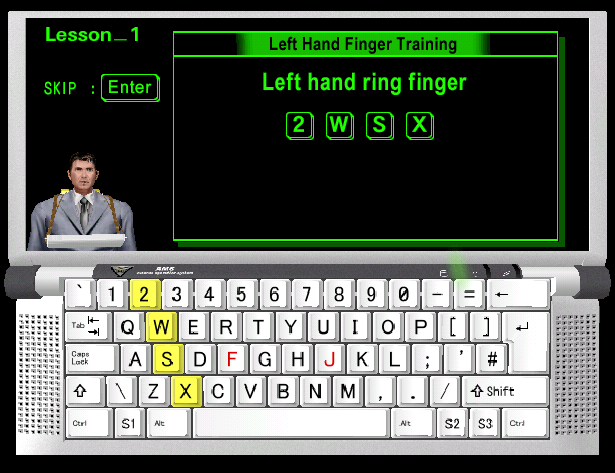 Lesson_1
Left Hand Finger Training
SKIP : Enter
Left hand ring finger
2 W S X
AM6
` 1 2 3 4 5 6 7 8 9 0 - = ←
Tab Q W E R T Y U I O P [ ]
Caps Lock A S D F G H J K L ; ' #
\ Z X C V B N M , . / Shift
Ctrl S1 Alt Alt S2 S3 Ctrl